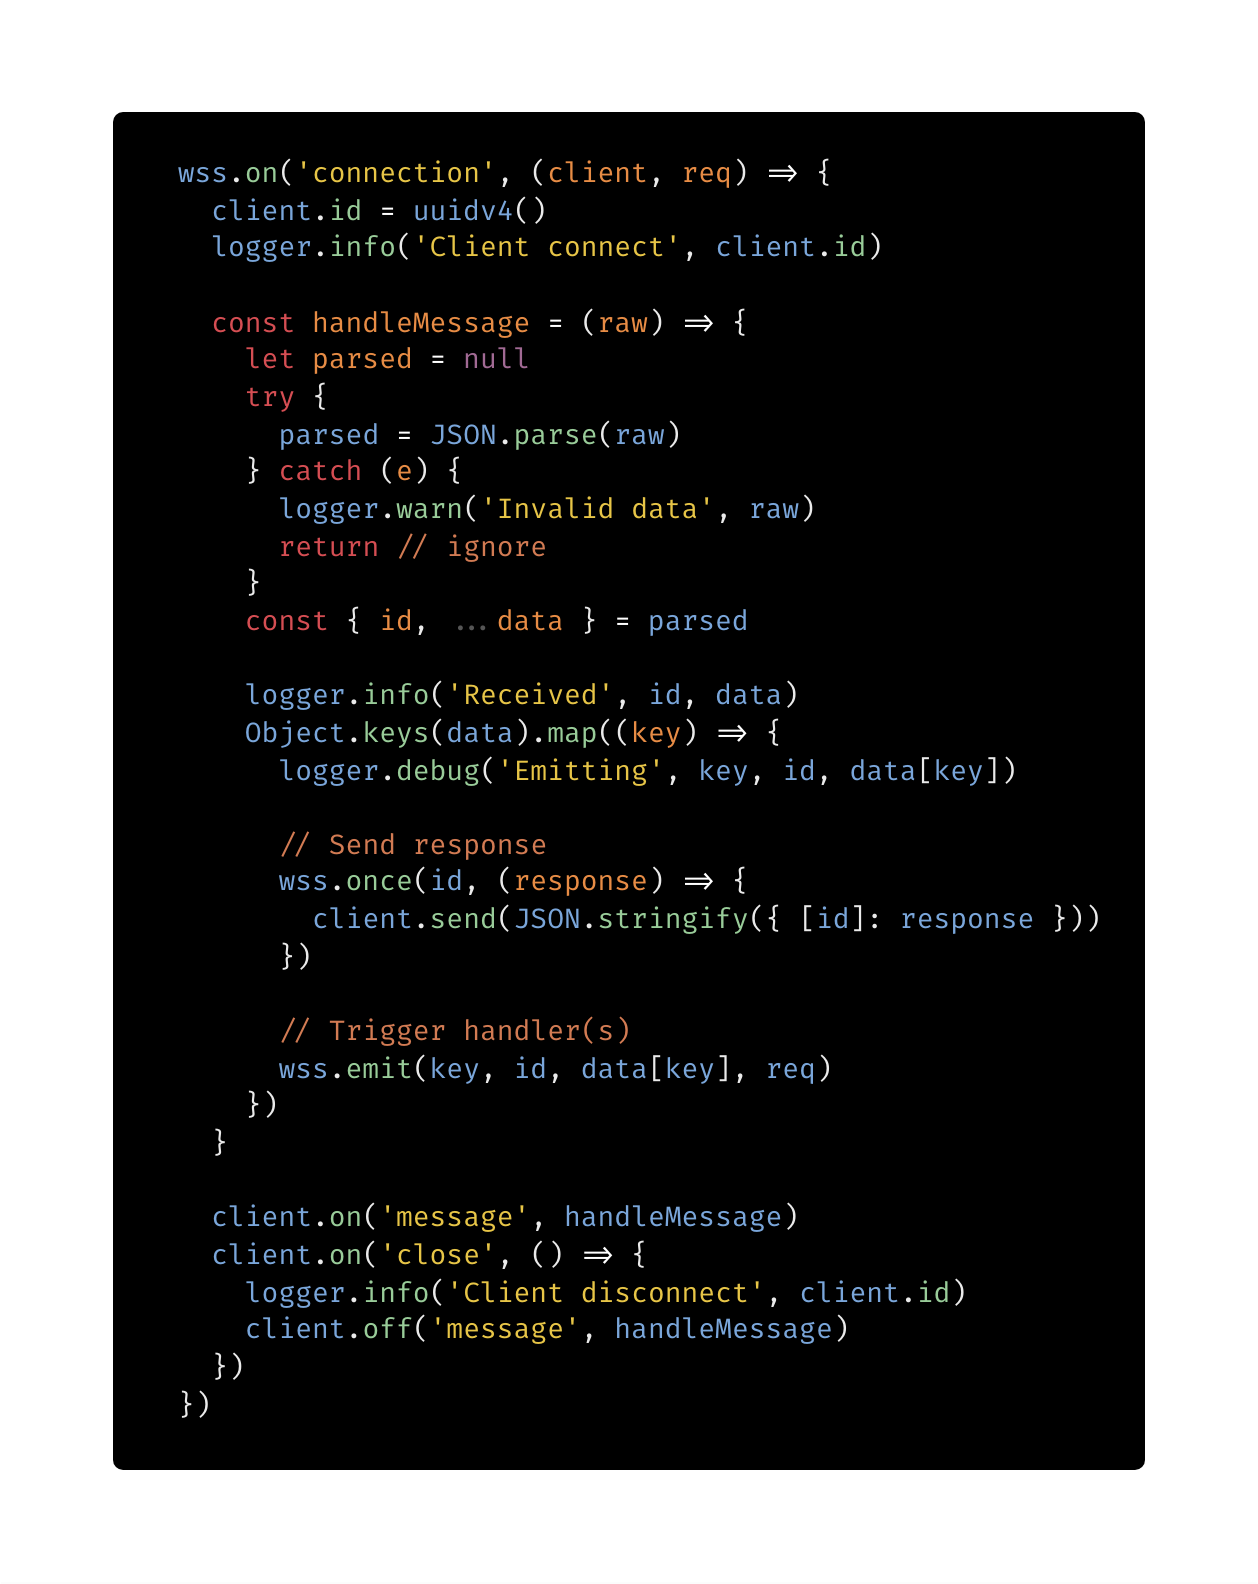 wss.on('connection', (client, req) => {
  client.id = uuidv4()
  logger.info('Client connect', client.id)

  const handleMessage = (raw) => {
    let parsed = null
    try {
      parsed = JSON.parse(raw)
    } catch (e) {
      logger.warn('Invalid data', raw)
      return // ignore
    }
    const { id, ...data } = parsed

    logger.info('Received', id, data)
    Object.keys(data).map((key) => {
      logger.debug('Emitting', key, id, data[key])

      // Send response
      wss.once(id, (response) => {
        client.send(JSON.stringify({ [id]: response }))
      })

      // Trigger handler(s)
      wss.emit(key, id, data[key], req)
    })
  }

  client.on('message', handleMessage)
  client.on('close', () => {
    logger.info('Client disconnect', client.id)
    client.off('message', handleMessage)
  })
})